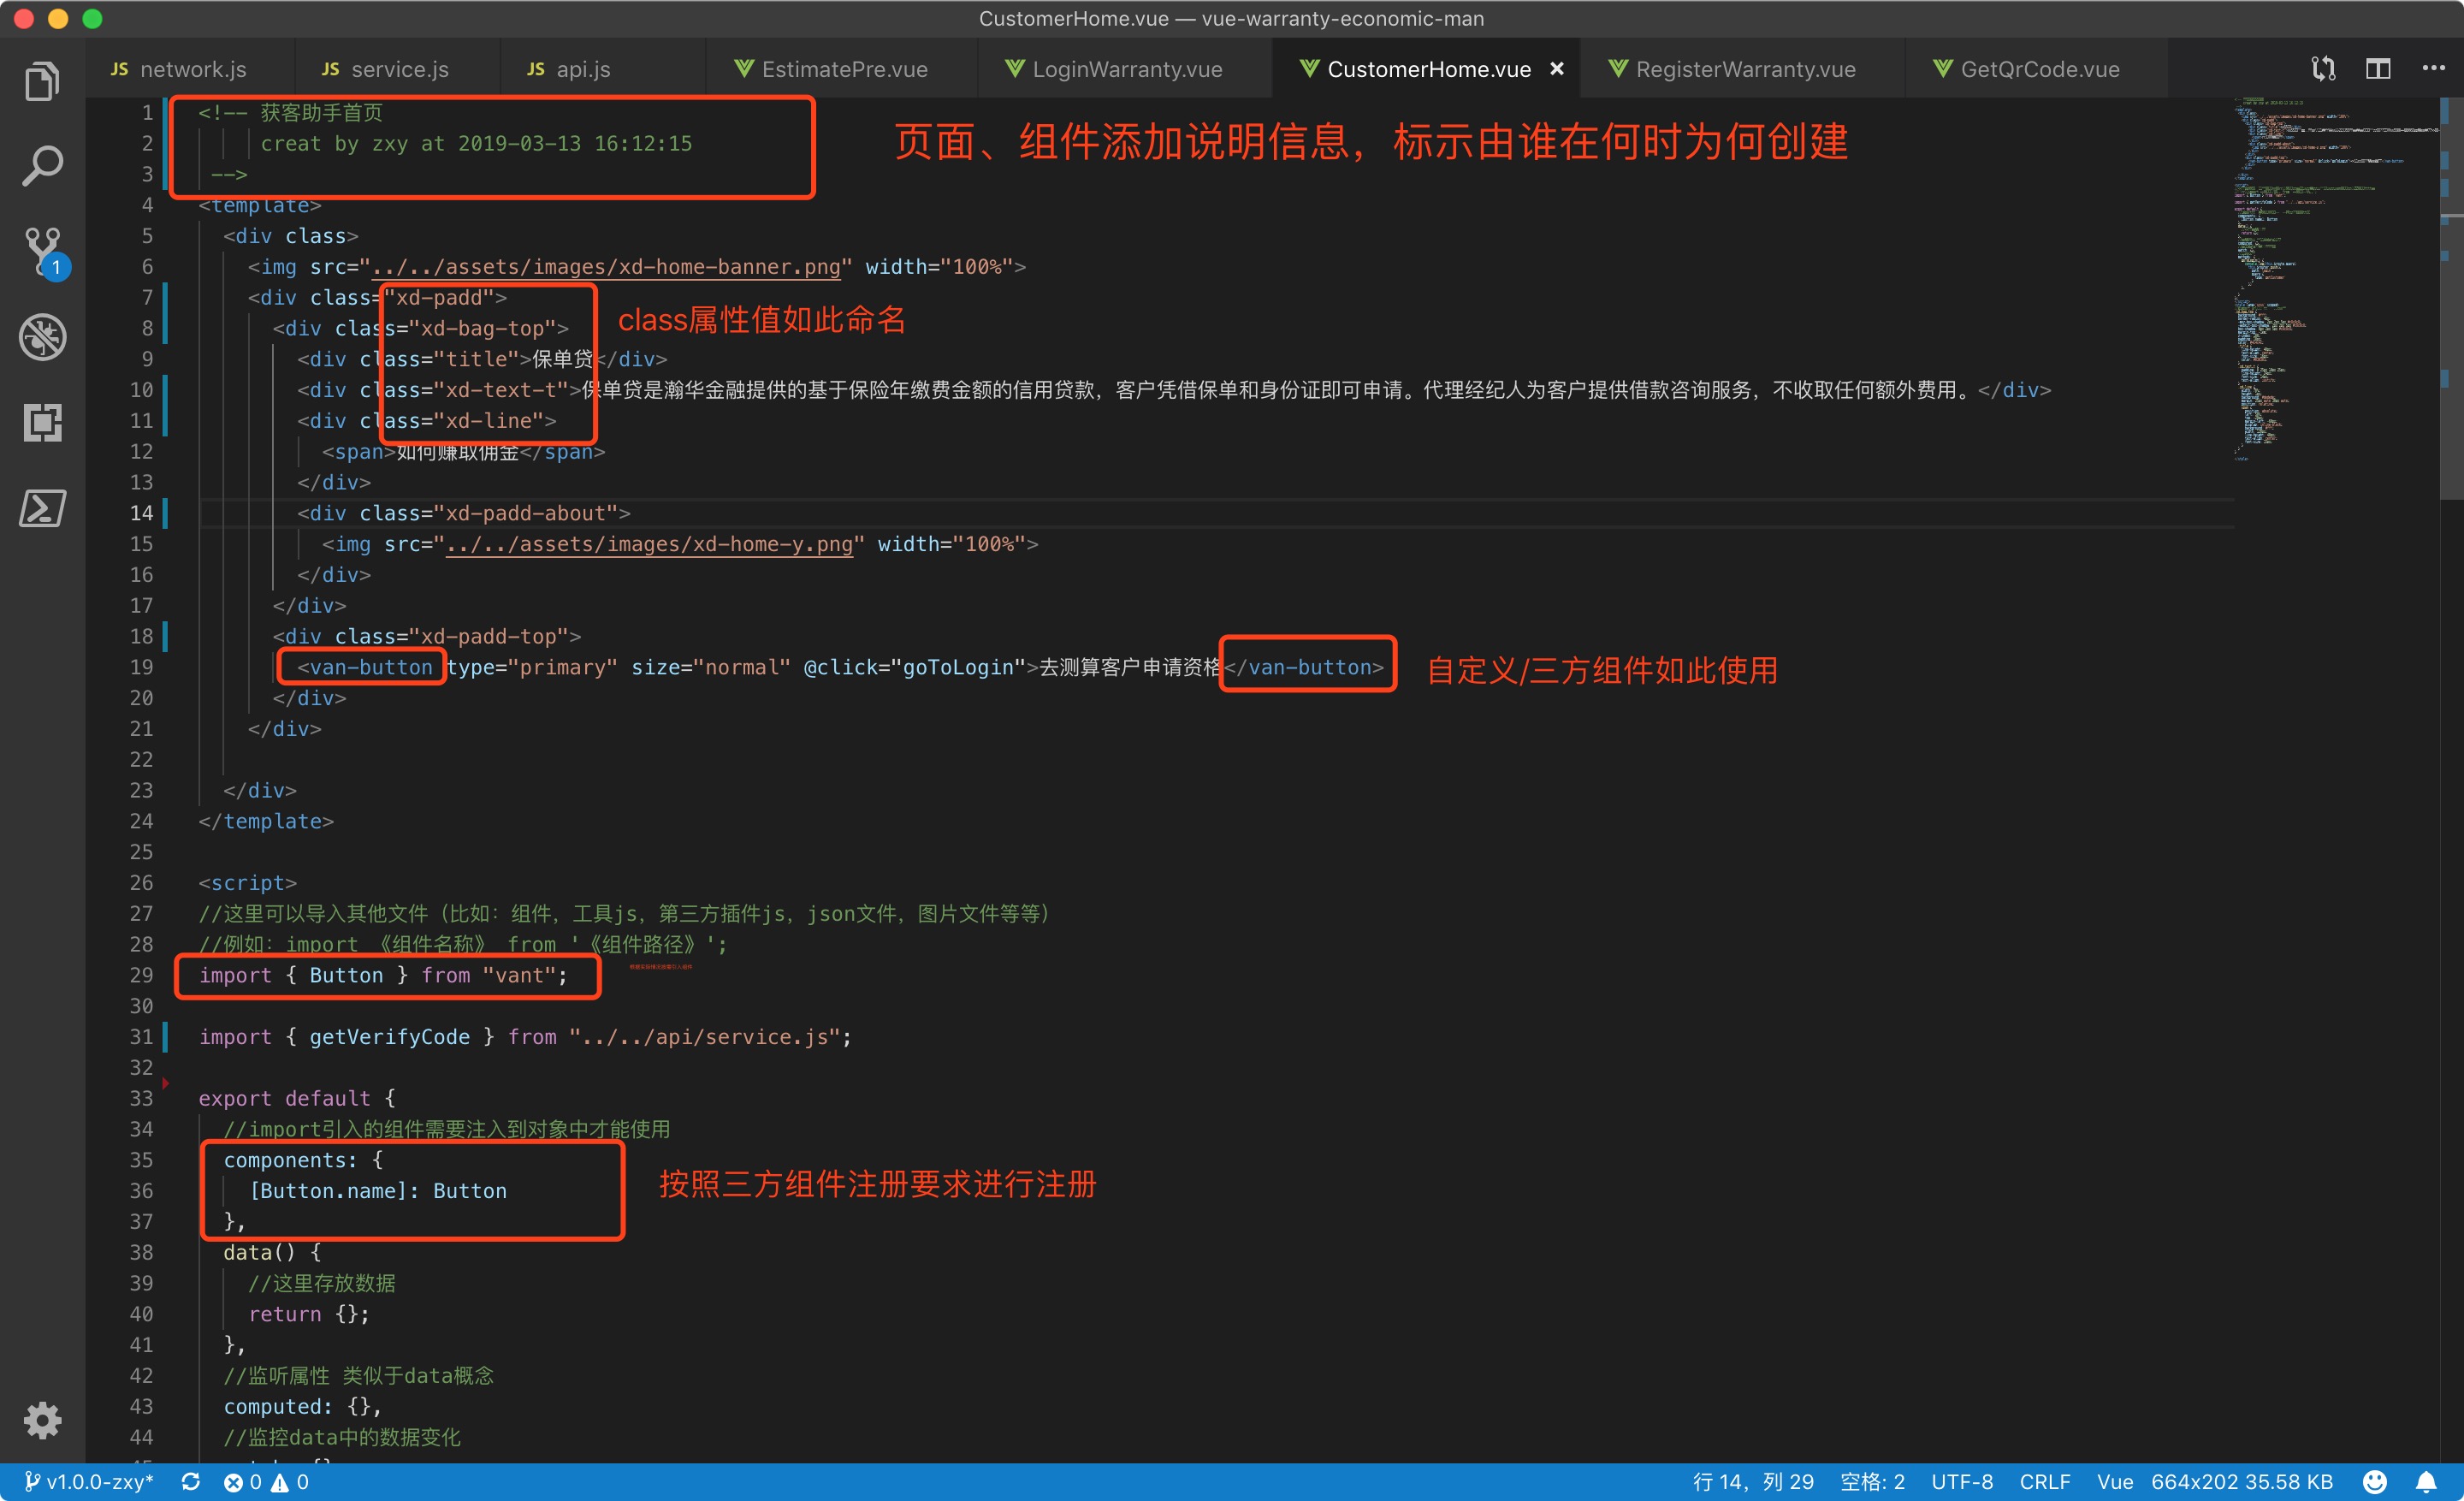 CustomerHome.vue — vue-warranty-economic-man
JS network.js JS service.js JS api.js EstimatePre.vue LoginWarranty.vue CustomerHome.vue × RegisterWarranty.vue GetQrCode.vue
1 <!-- 获客助手首页
2 creat by zxy at 2019-03-13 16:12:15
3 -->
页面、组件添加说明信息，标示由谁在何时为何创建
4 <template>
5 <div class>
6 <img src="../../assets/images/xd-home-banner.png" width="100%">
7 <div class="xd-padd">
8 <div class="xd-bag-top">
class属性值如此命名
9 <div class="title">保单贷</div>
10 <div class="xd-text-t">保单贷是瀚华金融提供的基于保险年缴费金额的信用贷款，客户凭借保单和身份证即可申请。代理经纪人为客户提供借款咨询服务，不收取任何额外费用。</div>
11 <div class="xd-line">
12 <span>如何赚取佣金</span>
13 </div>
14 <div class="xd-padd-about">
15 <img src="../../assets/images/xd-home-y.png" width="100%">
16 </div>
17 </div>
18 <div class="xd-padd-top">
19 <van-button type="primary" size="normal" @click="goToLogin">去测算客户申请资格</van-button>
自定义/三方组件如此使用
20 </div>
21 </div>
22
23 </div>
24 </template>
25
26 <script>
27 //这里可以导入其他文件（比如：组件，工具js，第三方插件js，json文件，图片文件等等）
28 //例如：import 《组件名称》 from '《组件路径》';
29 import { Button } from "vant";
30
31 import { getVerifyCode } from "../../api/service.js";
32
33 export default {
34 //import引入的组件需要注入到对象中才能使用
35 components: {
36 [Button.name]: Button
按照三方组件注册要求进行注册
37 },
38 data() {
39 //这里存放数据
40 return {};
41 },
42 //监听属性 类似于data概念
43 computed: {},
44 //监控data中的数据变化
1
v1.0.0-zxy* 0 0 行 14，列 29 空格: 2 UTF-8 CRLF Vue 664x202 35.58 KB